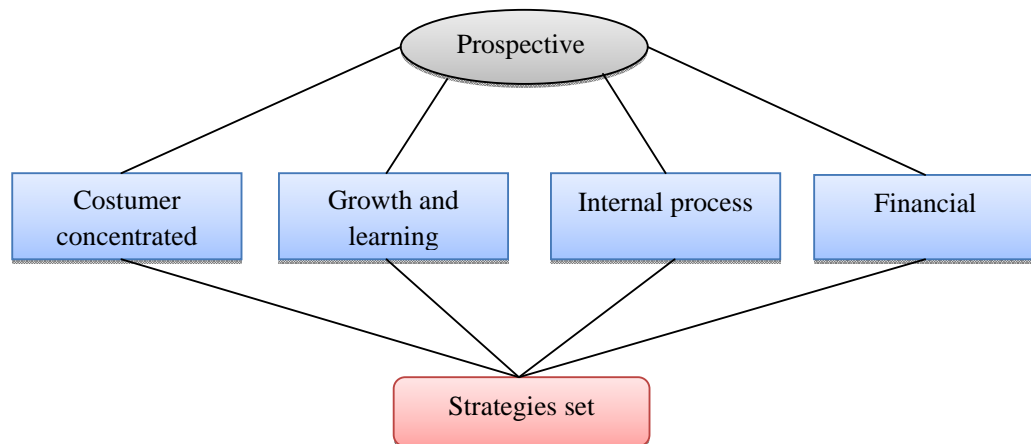 Prospective
Costumer
concentrated
Growth and
learning
Internal process
Financial
Strategies set